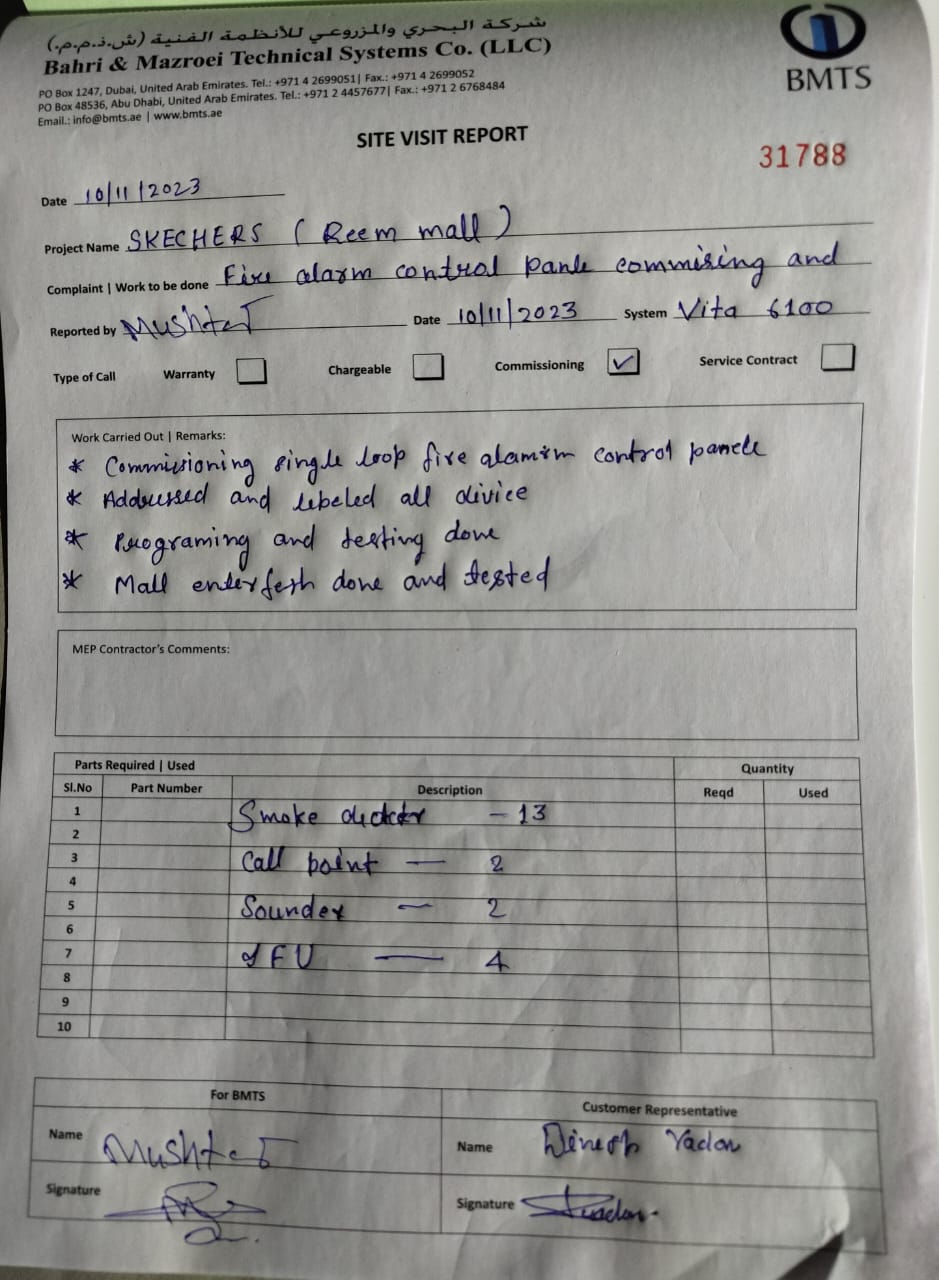 شركة البحري والمزروعي للأنظمة الفنية (ش.ذ.م.م.)
Bahri & Mazroei Technical Systems Co. (LLC)
PO Box 1247, Dubai, United Arab Emirates. Tel.: +971 4 2699051| Fax.: +971 4 2699052
PO Box 48536, Abu Dhabi, United Arab Emirates. Tel.: +971 2 4457677| Fax.: +971 2 6768484
Email.: info@bmts.ae | www.bmts.ae
BMTS
SITE VISIT REPORT
31788
Date 10/11/2023
Project Name SKECHERS ( Reem mall )
Complaint | Work to be done Fire alarm control panle commising and
Reported by Mushtaq Date 10/11/2023 System Vita 6100
Type of Call Warranty Chargeable Commissioning ✓ Service Contract
Work Carried Out | Remarks:
* Commissioning single loop fire alamrm control panele
* Addressed and lebeled all divice
* Programing and testing done
* Mall enterfesh done and tested
MEP Contractor's Comments:
Parts Required | Used Quantity
Sl.No Part Number Description Reqd Used
1 Smoke dictetr - 13
2
3 Call point — 2
4
5 Sounder — 2
6
7 IFU — 4
8
9
10
For BMTS Customer Representative
Name Mushtaq Name Dinesh Yadav
Signature Signature